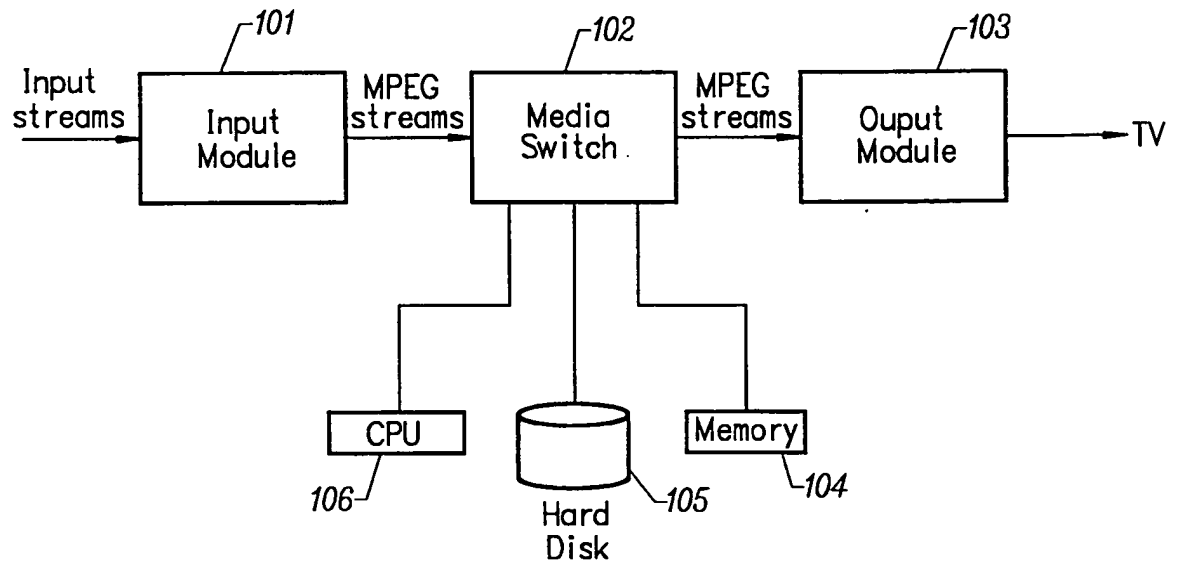 101
102
103
Input
streams
MPEG
streams
MPEG
streams
Input
Module
Media
Switch
Ouput
Module
TV
CPU
Memory
106
105
104
Hard
Disk